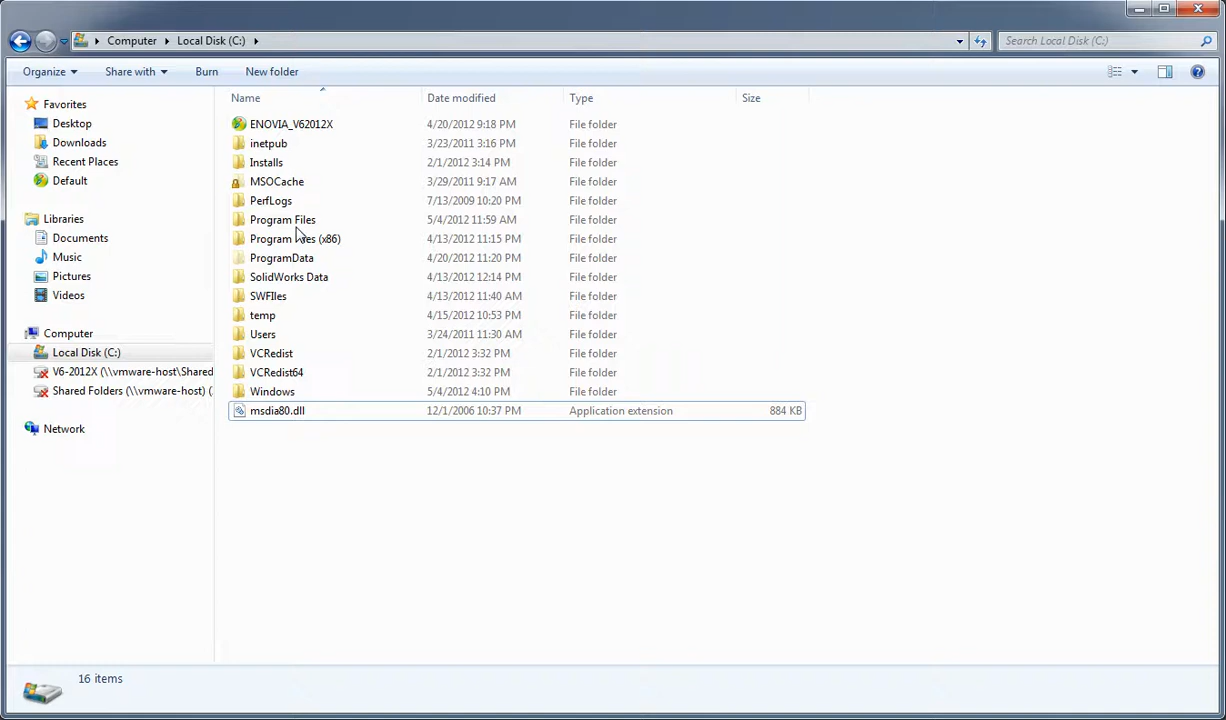 Computer Local Disk (C:) Search Local Disk (C:)
Organize Share with Burn New folder
Favorites
Desktop
Downloads
Recent Places
Default
Libraries
Documents
Music
Pictures
Videos
Computer
Local Disk (C:)
V6-2012X (\\vmware-host\Shared
Shared Folders (\\vmware-host) (
Network
Name Date modified Type Size
ENOVIA_V62012X 4/20/2012 9:18 PM File folder
inetpub 3/23/2011 3:16 PM File folder
Installs 2/1/2012 3:14 PM File folder
MSOCache 3/29/2011 9:17 AM File folder
PerfLogs 7/13/2009 10:20 PM File folder
Program Files 5/4/2012 11:59 AM File folder
Program Files (x86) 4/13/2012 11:15 PM File folder
ProgramData 4/20/2012 11:20 PM File folder
SolidWorks Data 4/13/2012 12:14 PM File folder
SWFIles 4/13/2012 11:40 AM File folder
temp 4/15/2012 10:53 PM File folder
Users 3/24/2011 11:30 AM File folder
VCRedist 2/1/2012 3:32 PM File folder
VCRedist64 2/1/2012 3:32 PM File folder
Windows 5/4/2012 4:10 PM File folder
msdia80.dll 12/1/2006 10:37 PM Application extension 884 KB
16 items